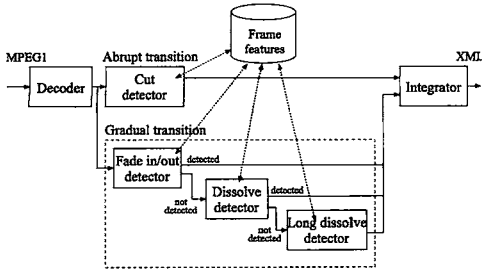 Frame
features
MPEG1
Abrupt transition
XML
Decoder
Cut
detector
Integrator
Gradual transition
Fade in/out
detector
detected
not
detected
Dissolve
detector
detected
not
detected
Long dissolve
detector